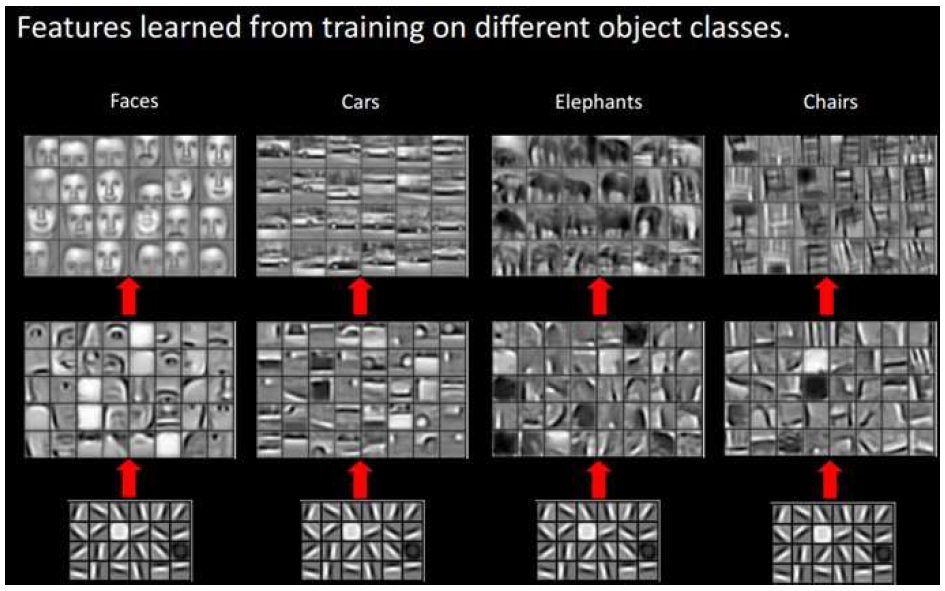 Features learned from training on different object classes.
Faces
Cars
Elephants
Chairs